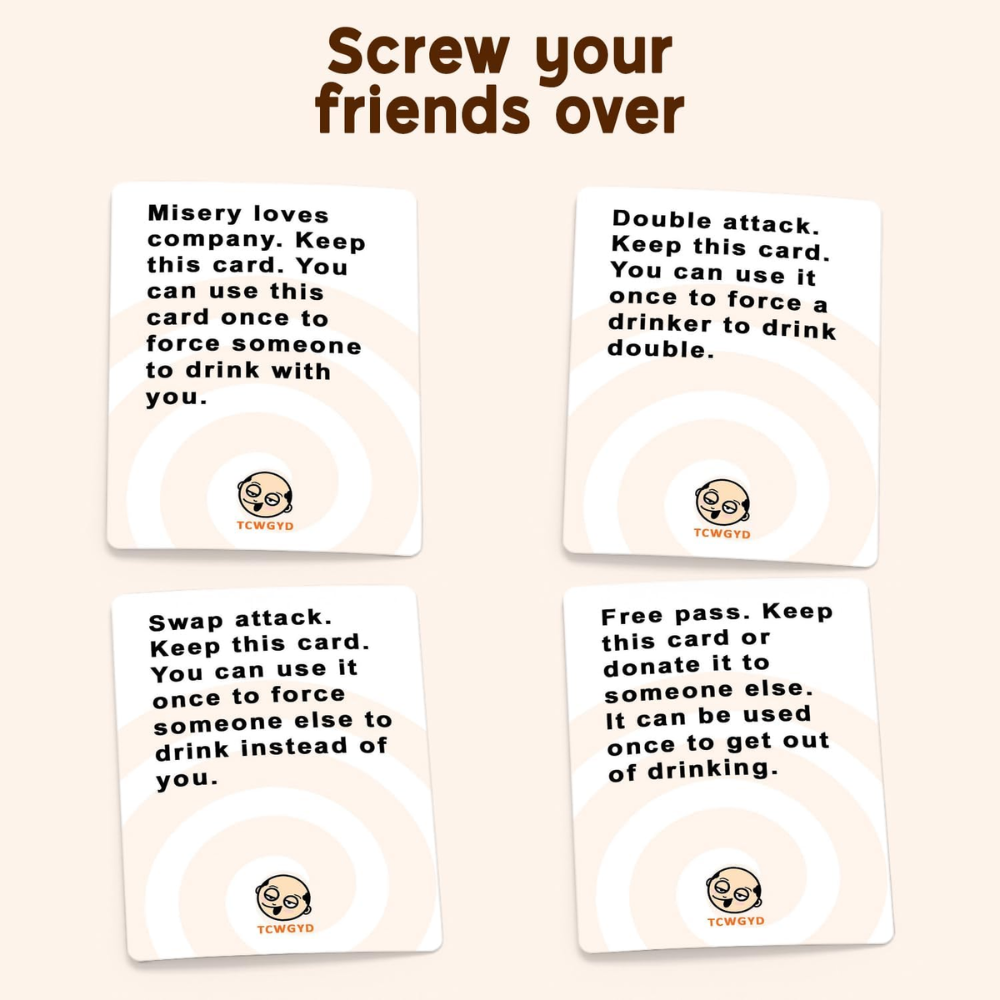 Screw your
friends over
Misery loves
company. Keep
this card. You
can use this
card once to
force someone
to drink with
you.
TCWGYD
Double attack.
Keep this card.
You can use it
once to force a
drinker to drink
double.
TCWGYD
Swap attack.
Keep this card.
You can use it
once to force
someone else to
drink instead of
you.
TCWGYD
Free pass. Keep
this card or
donate it to
someone else.
It can be used
once to get out
of drinking.
TCWGYD